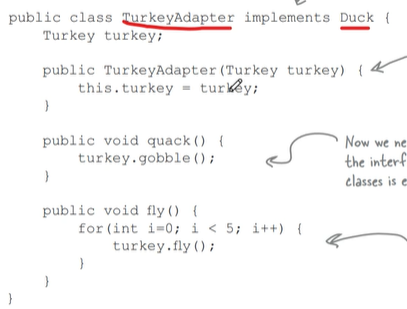 public class TurkeyAdapter implements Duck {
Turkey turkey;
public TurkeyAdapter(Turkey turkey) {
this.turkey = turkey;
}
public void quack() {
turkey.gobble();
}
Now we ne
the interf
classes is e
public void fly() {
for(int i=0; i < 5; i++) {
turkey.fly();
}
}
}